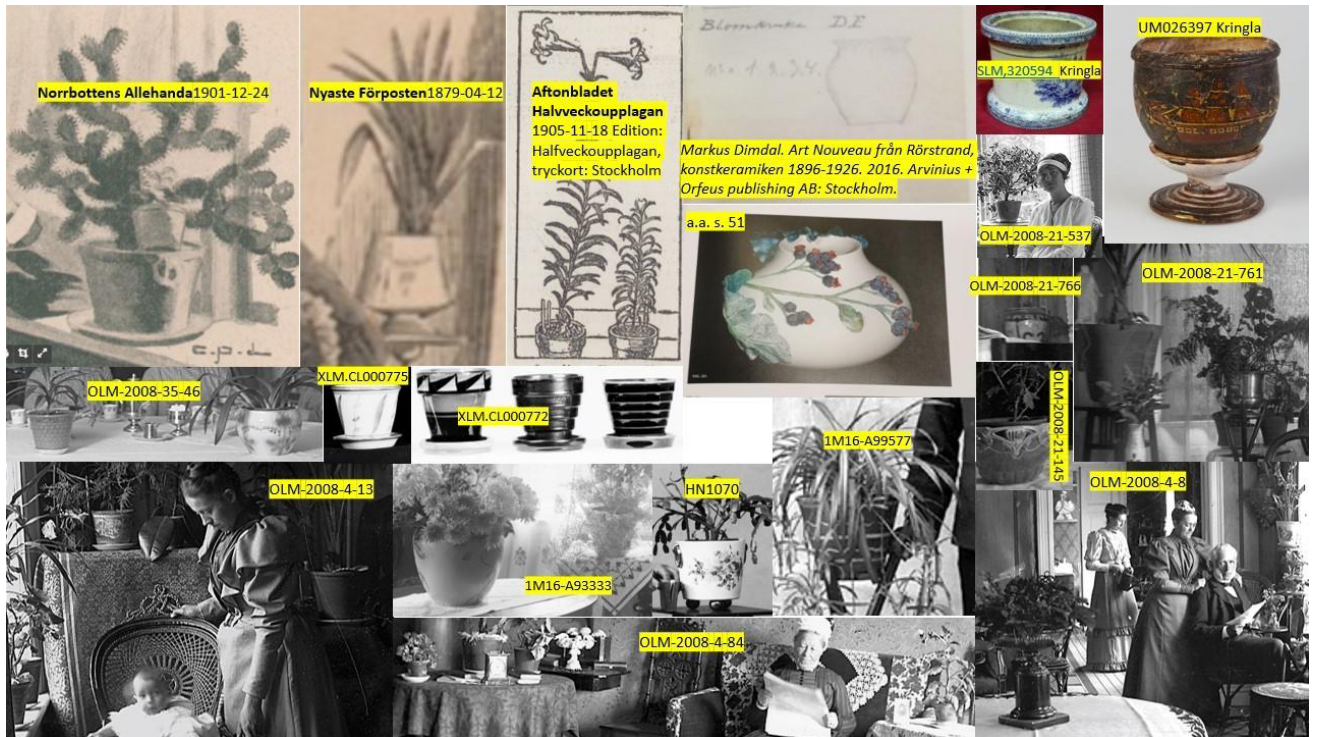 Norrbottens Allehanda1901-12-24
Nyaste Förposten1879-04-12
Aftonbladet
Halvveckoupplagan
1905-11-18 Edition:
Halfveckoupplagan,
tryckort: Stockholm
Blomkruka D.F
Markus Dimdal. Art Nouveau från Rörstrand,
konstkeramiken 1896-1926. 2016. Arvinius +
Orfeus publishing AB: Stockholm.
a.a. s. 51
SLM,320594 Kringla
UM026397 Kringla
OLM-2008-21-537
OLM-2008-21-766
OLM-2008-21-761
OLM-2008-35-46
XLM.CL000775
XLM.CL000772
1M16-A99577
OLM-2008-21-145
OLM-2008-4-13
HN1070
OLM-2008-4-8
1M16-A93333
OLM-2008-4-84